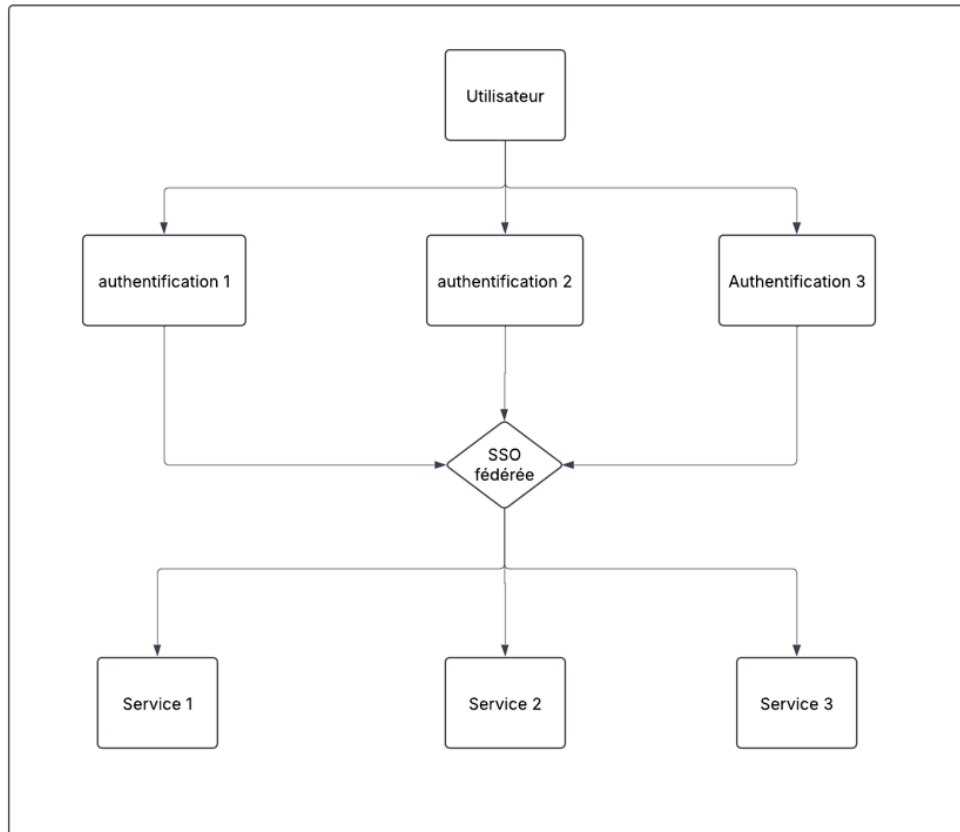 Utilisateur
authentification 1
authentification 2
Authentification 3
SSO
fédérée
Service 1
Service 2
Service 3